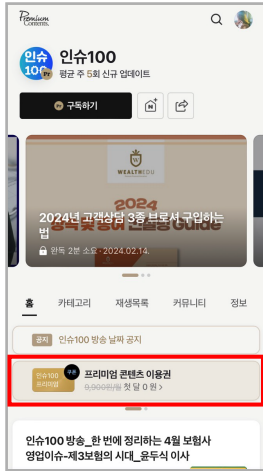 Premium
Contents.
인슈
100
인슈100
평균 주 5회 신규 업데이트
구독하기
WEALTHEDU
2024
2024년 고객상담 3종 브로셔 구입하는
법
완독 2분 소요 · 2024.02.14.
홈 카테고리 재생목록 커뮤니티 정보
공지 인슈100 방송 날짜 공지
인슈100
프리미엄
쿠폰
프리미엄 콘텐츠 이용권
9,900원/월 첫 달 0원 >
인슈100 방송_한 번에 정리하는 4월 보험사
영업이슈-제3보험의 시대_윤두식 이사